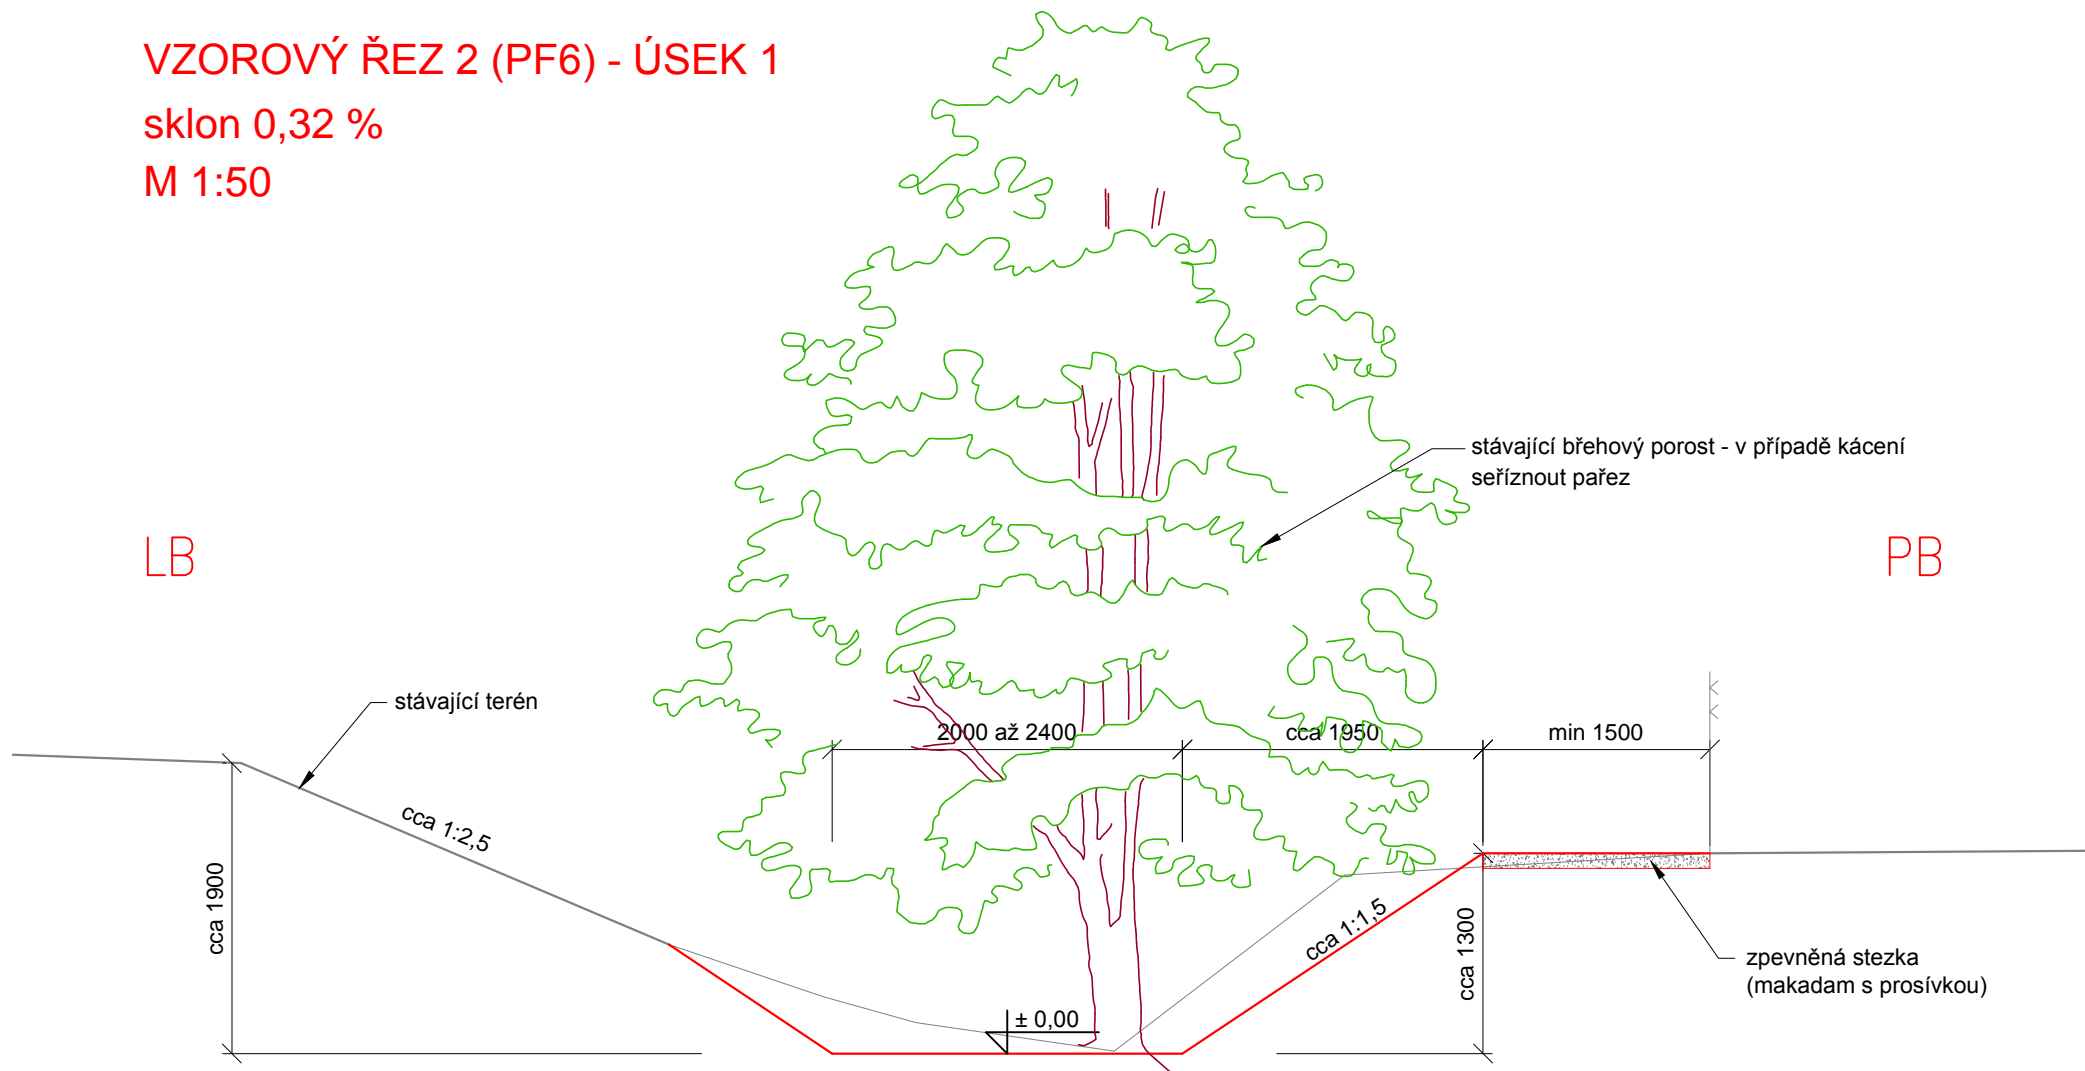 VZOROVÝ ŘEZ 2 (PF6) - ÚSEK 1
sklon 0,32 %
M 1:50
stávající břehový porost - v případě kácení
seříznout pařez
LB
PB
stávající terén
2000 až 2400
cca 1950
min 1500
cca 1:2,5
cca 1900
cca 1:1,5
cca 1300
zpevněná stezka
(makadam s prosívkou)
± 0,00